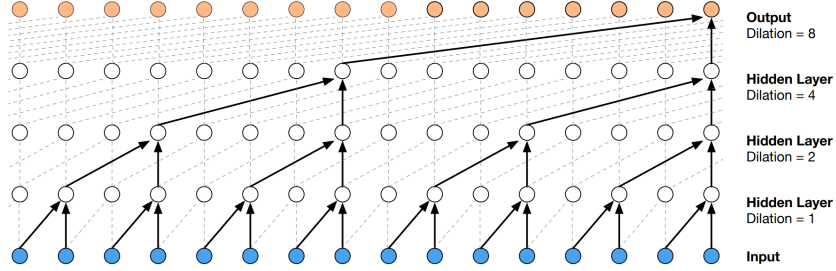 Output
Dilation = 8
Hidden Layer
Dilation = 4
Hidden Layer
Dilation = 2
Hidden Layer
Dilation = 1
Input